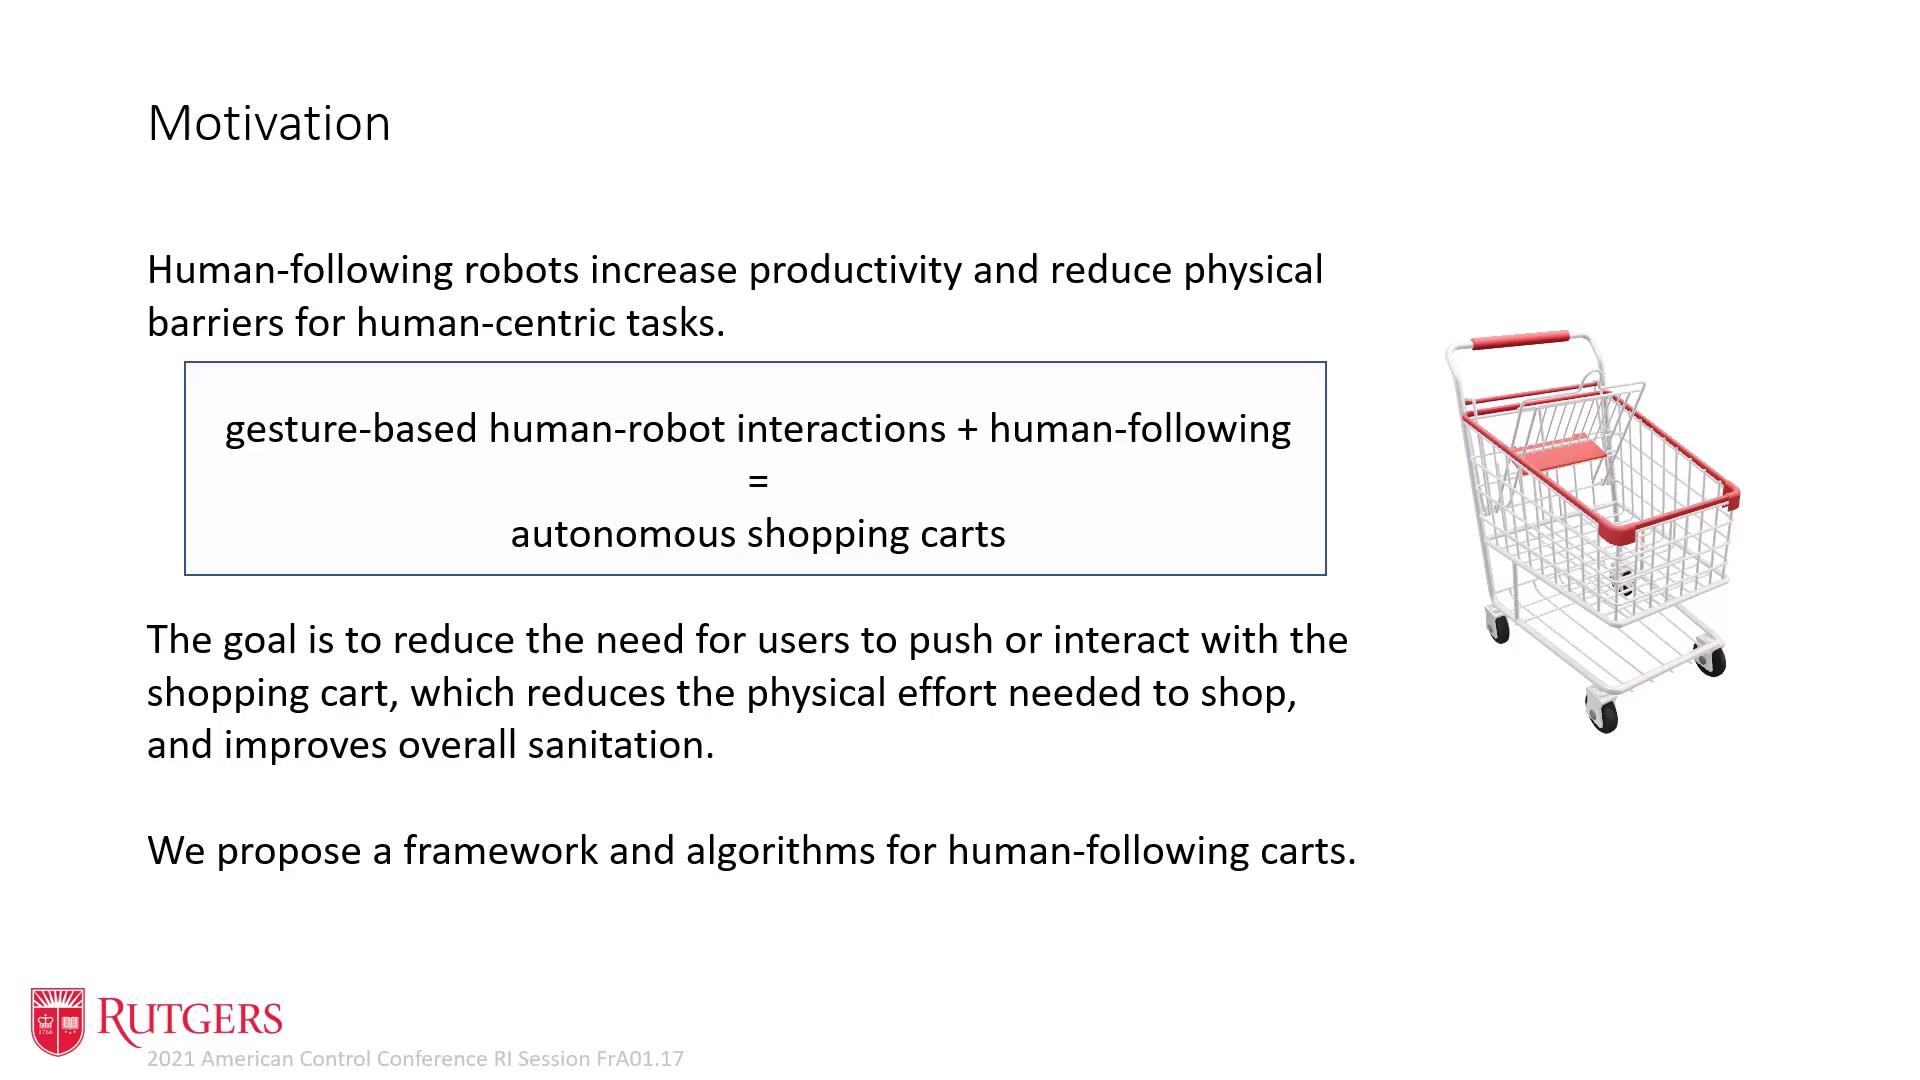 Motivation
Human-following robots increase productivity and reduce physical
barriers for human-centric tasks.
gesture-based human-robot interactions + human-following
=
autonomous shopping carts
The goal is to reduce the need for users to push or interact with the
shopping cart, which reduces the physical effort needed to shop,
and improves overall sanitation.
We propose a framework and algorithms for human-following carts.
1766
RUTGERS
2021 American Control Conference RI Session FrA01.17